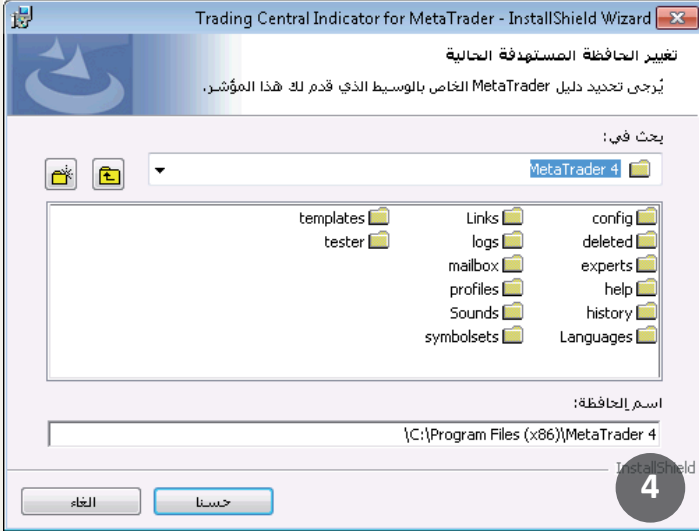 Trading Central Indicator for MetaTrader - InstallShield Wizard
تغيير الحافظة المستهدفة الحالية
يُرجى تحديد دليل MetaTrader الخاص بالوسيط الذي قدم لك هذا المؤشر.
بحث في:
MetaTrader 4
config
Links
templates
deleted
logs
tester
experts
mailbox
help
profiles
history
Sounds
Languages
symbolsets
اسم الحافظة:
\C:\Program Files (x86)\MetaTrader 4
InstallShield
4
حسنا
الغاء